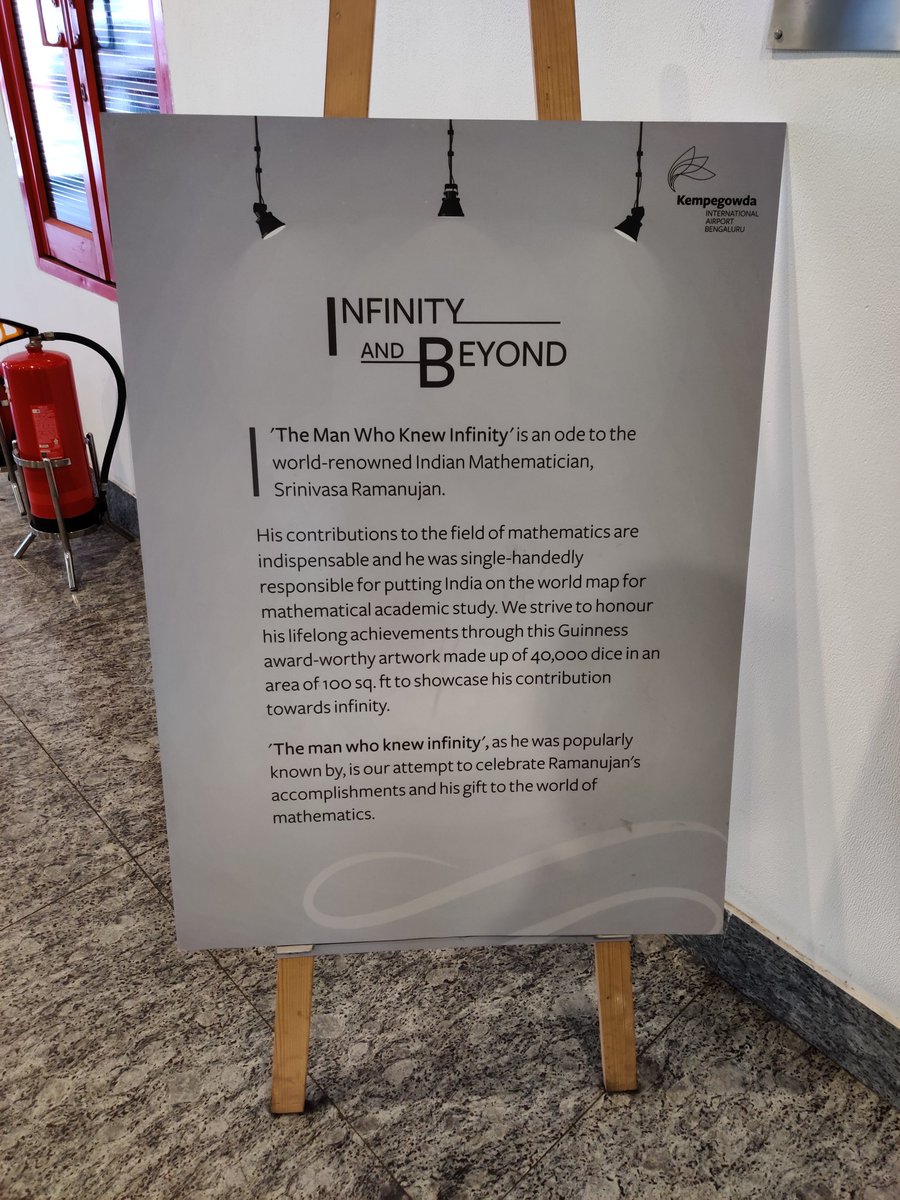 Kempegowda
INTERNATIONAL
AIRPORT
BENGALURU
INFINITY
AND BEYOND
'The Man Who Knew Infinity' is an ode to the
world-renowned Indian Mathematician,
Srinivasa Ramanujan.
His contributions to the field of mathematics are
indispensable and he was single-handedly
responsible for putting India on the world map for
mathematical academic study. We strive to honour
his lifelong achievements through this Guinness
award-worthy artwork made up of 40,000 dice in an
area of 100 sq. ft to showcase his contribution
towards infinity.
'The man who knew infinity', as he was popularly
known by, is our attempt to celebrate Ramanujan's
accomplishments and his gift to the world of
mathematics.